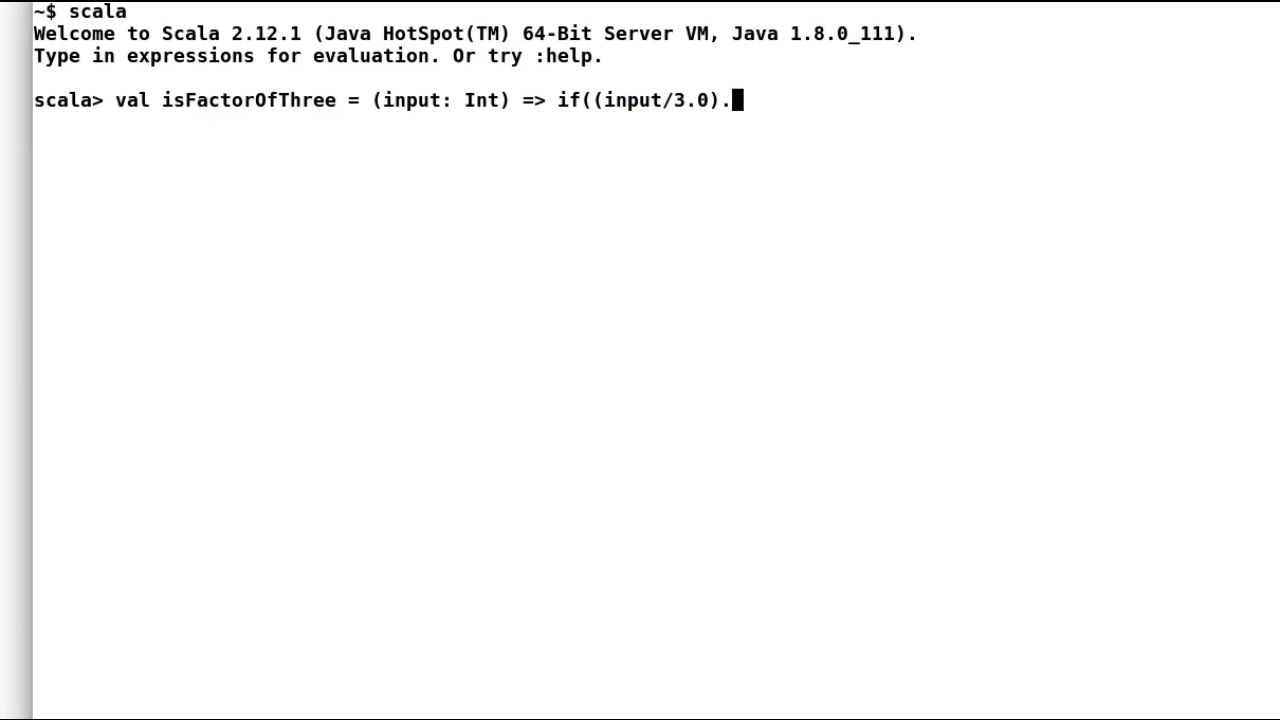 ~$ scala
Welcome to Scala 2.12.1 (Java HotSpot(TM) 64-Bit Server VM, Java 1.8.0_111).
Type in expressions for evaluation. Or try :help.
scala> val isFactorOfThree = (input: Int) => if((input/3.0).